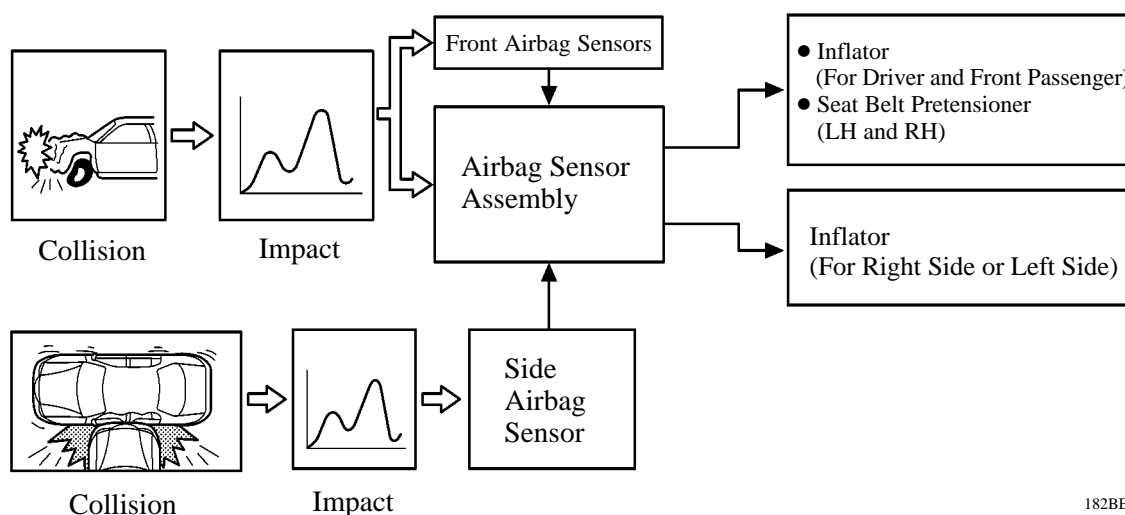 Front Airbag Sensors
● Inflator
(For Driver and Front Passenger)
● Seat Belt Pretensioner
(LH and RH)
Airbag Sensor
Assembly
Collision
Impact
Inflator
(For Right Side or Left Side)
Side
Airbag
Sensor
Collision
Impact
182BE